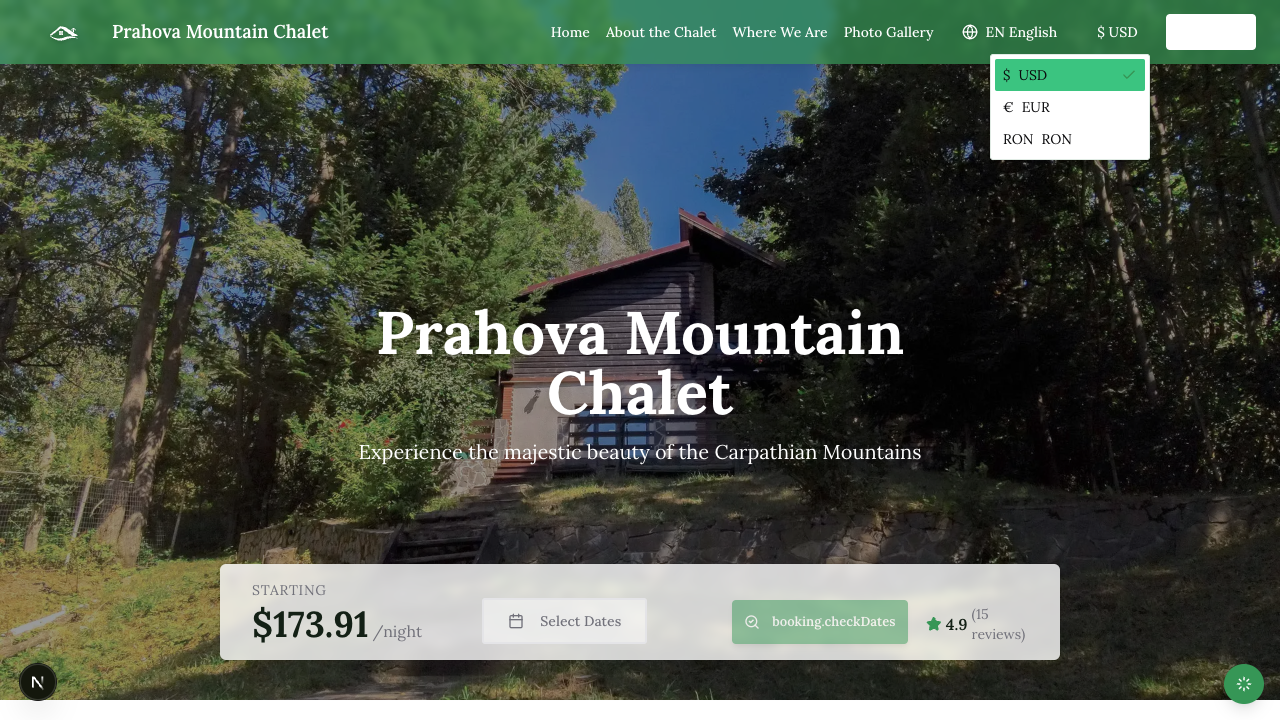 Prahova Mountain Chalet
Home About the Chalet Where We Are Photo Gallery EN English $ USD
$ USD
€ EUR
RON RON
Prahova Mountain
Chalet
Experience the majestic beauty of the Carpathian Mountains
STARTING
$173.91 /night
Select Dates
booking.checkDates
4.9 (15
reviews)
N